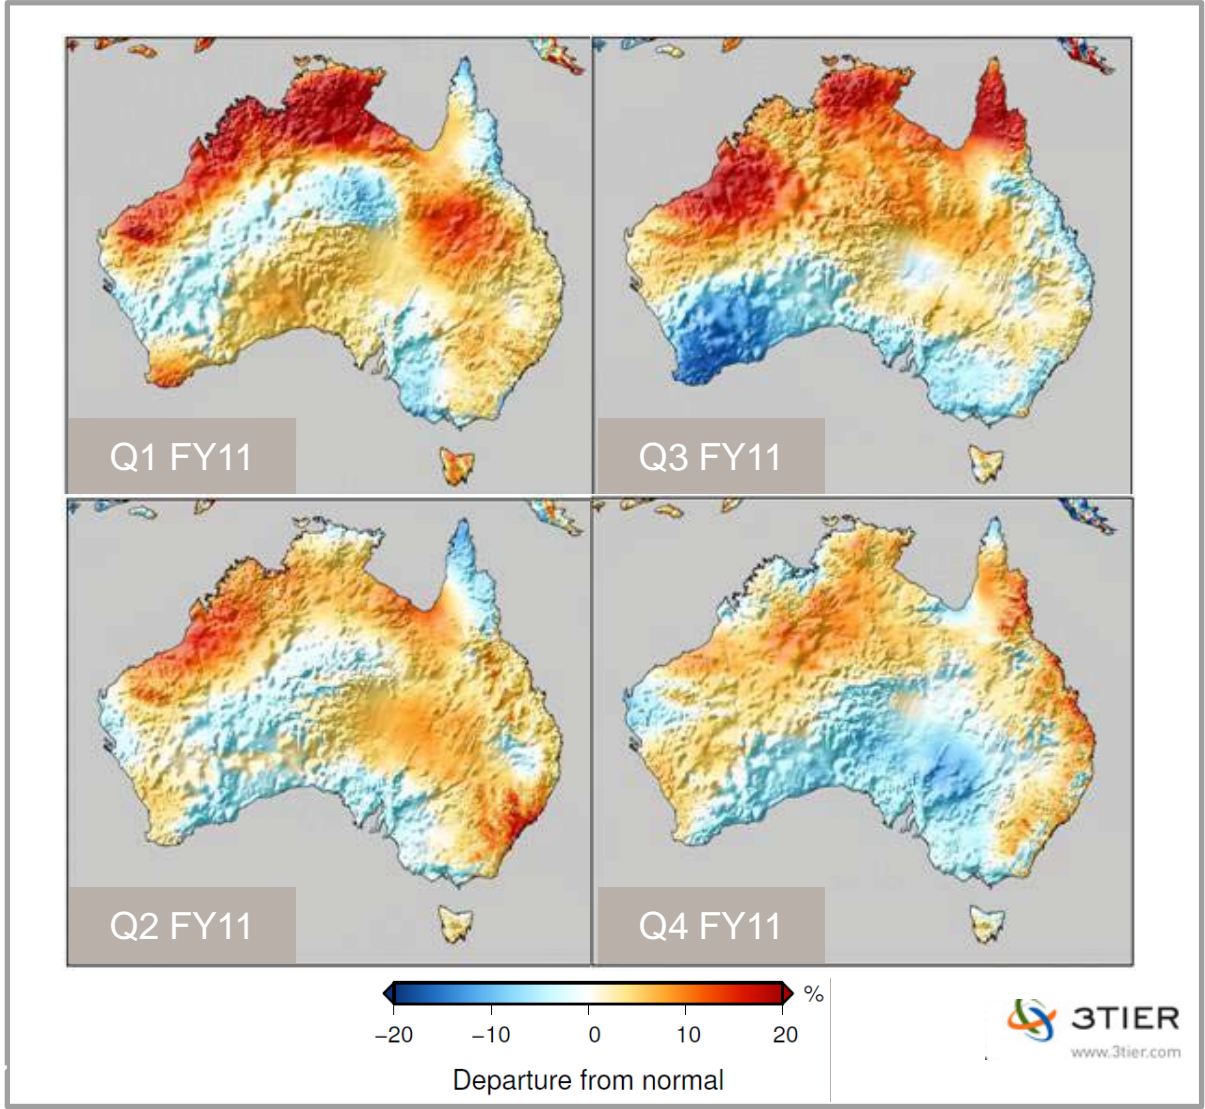 Q1 FY11
Q3 FY11
Q2 FY11
Q4 FY11
%
−20 −10 0 10 20
Departure from normal
3TIER
www.3tier.com